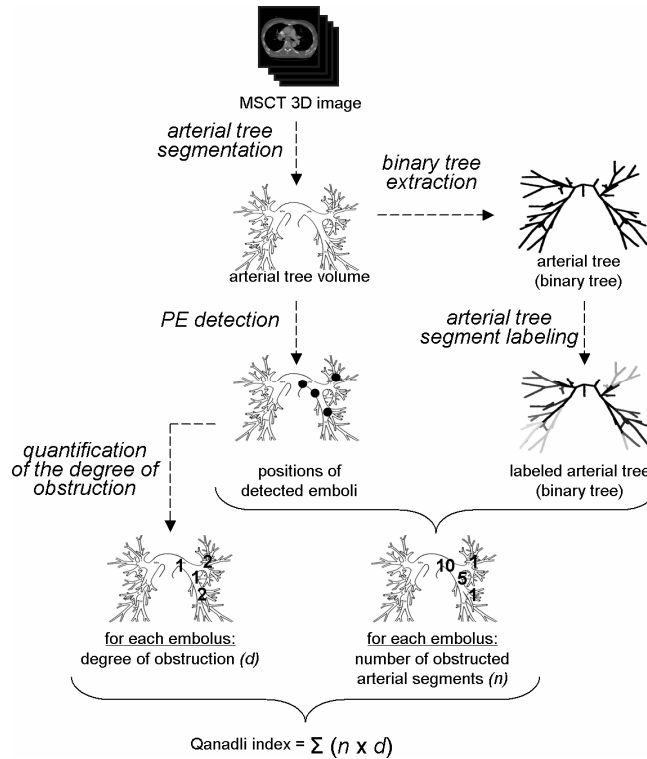 MSCT 3D image
arterial tree
segmentation
binary tree
extraction
arterial tree volume
arterial tree
(binary tree)
PE detection
arterial tree
segment labeling
quantification
of the degree of
obstruction
positions of
detected emboli
labeled arterial tree
(binary tree)
1 2
1
2
10 1
5
1
for each embolus:
degree of obstruction (d)
for each embolus:
number of obstructed
arterial segments (n)
Qanadli index = Σ (n x d)